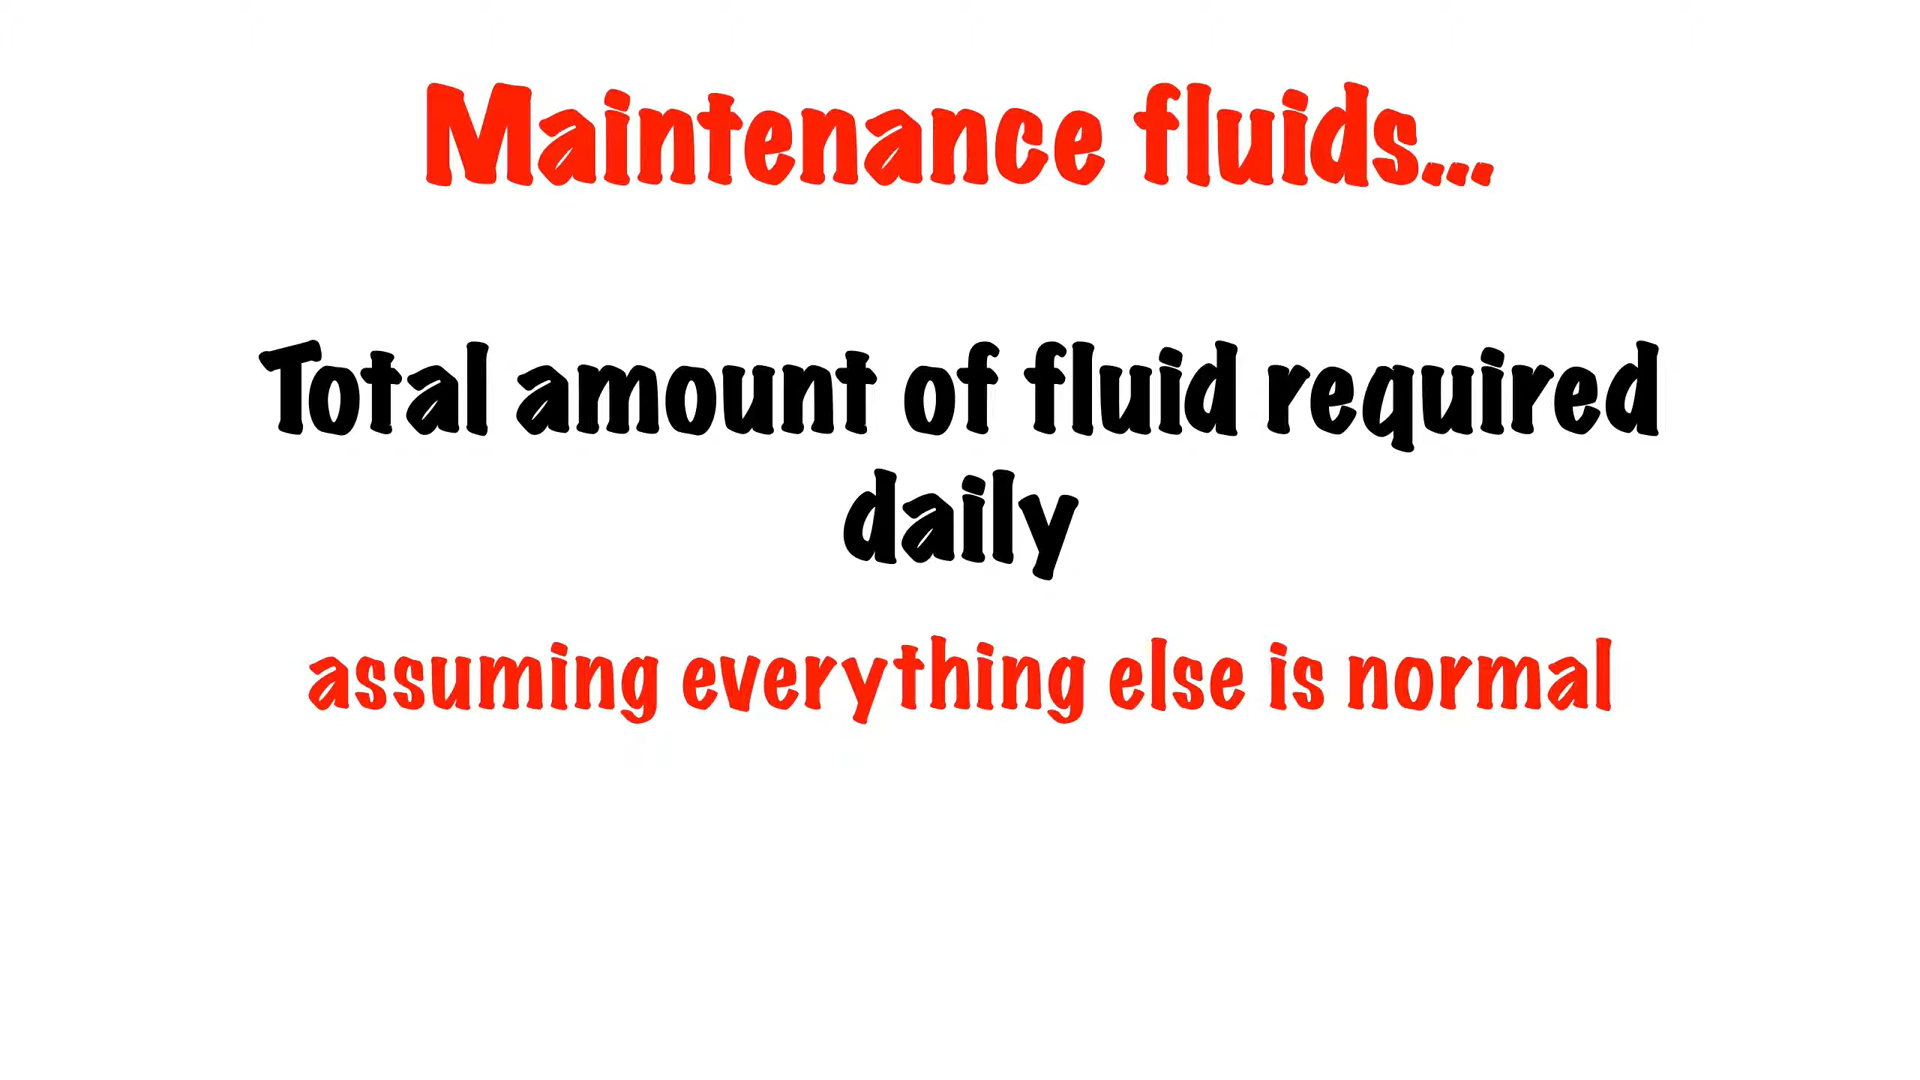 Maintenance fluids...
Total amount of fluid required
daily
assuming everything else is normal